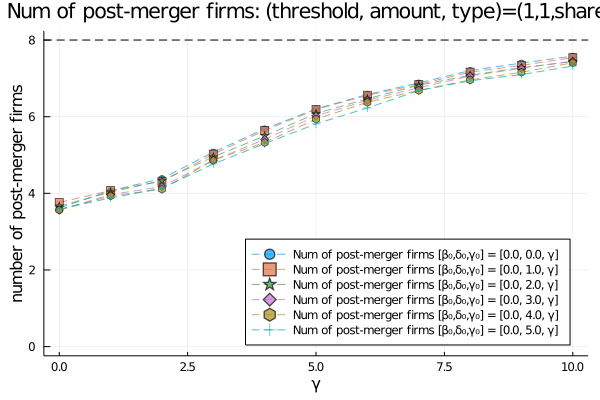 Num of post-merger firms: (threshold, amount, type)=(1,1,share
number of post-merger firms
8
6
4
2
0
Num of post-merger firms [β₀,δ₀,γ₀] = [0.0, 0.0, γ]
Num of post-merger firms [β₀,δ₀,γ₀] = [0.0, 1.0, γ]
Num of post-merger firms [β₀,δ₀,γ₀] = [0.0, 2.0, γ]
Num of post-merger firms [β₀,δ₀,γ₀] = [0.0, 3.0, γ]
Num of post-merger firms [β₀,δ₀,γ₀] = [0.0, 4.0, γ]
Num of post-merger firms [β₀,δ₀,γ₀] = [0.0, 5.0, γ]
0.0 2.5 5.0 7.5 10.0
γ